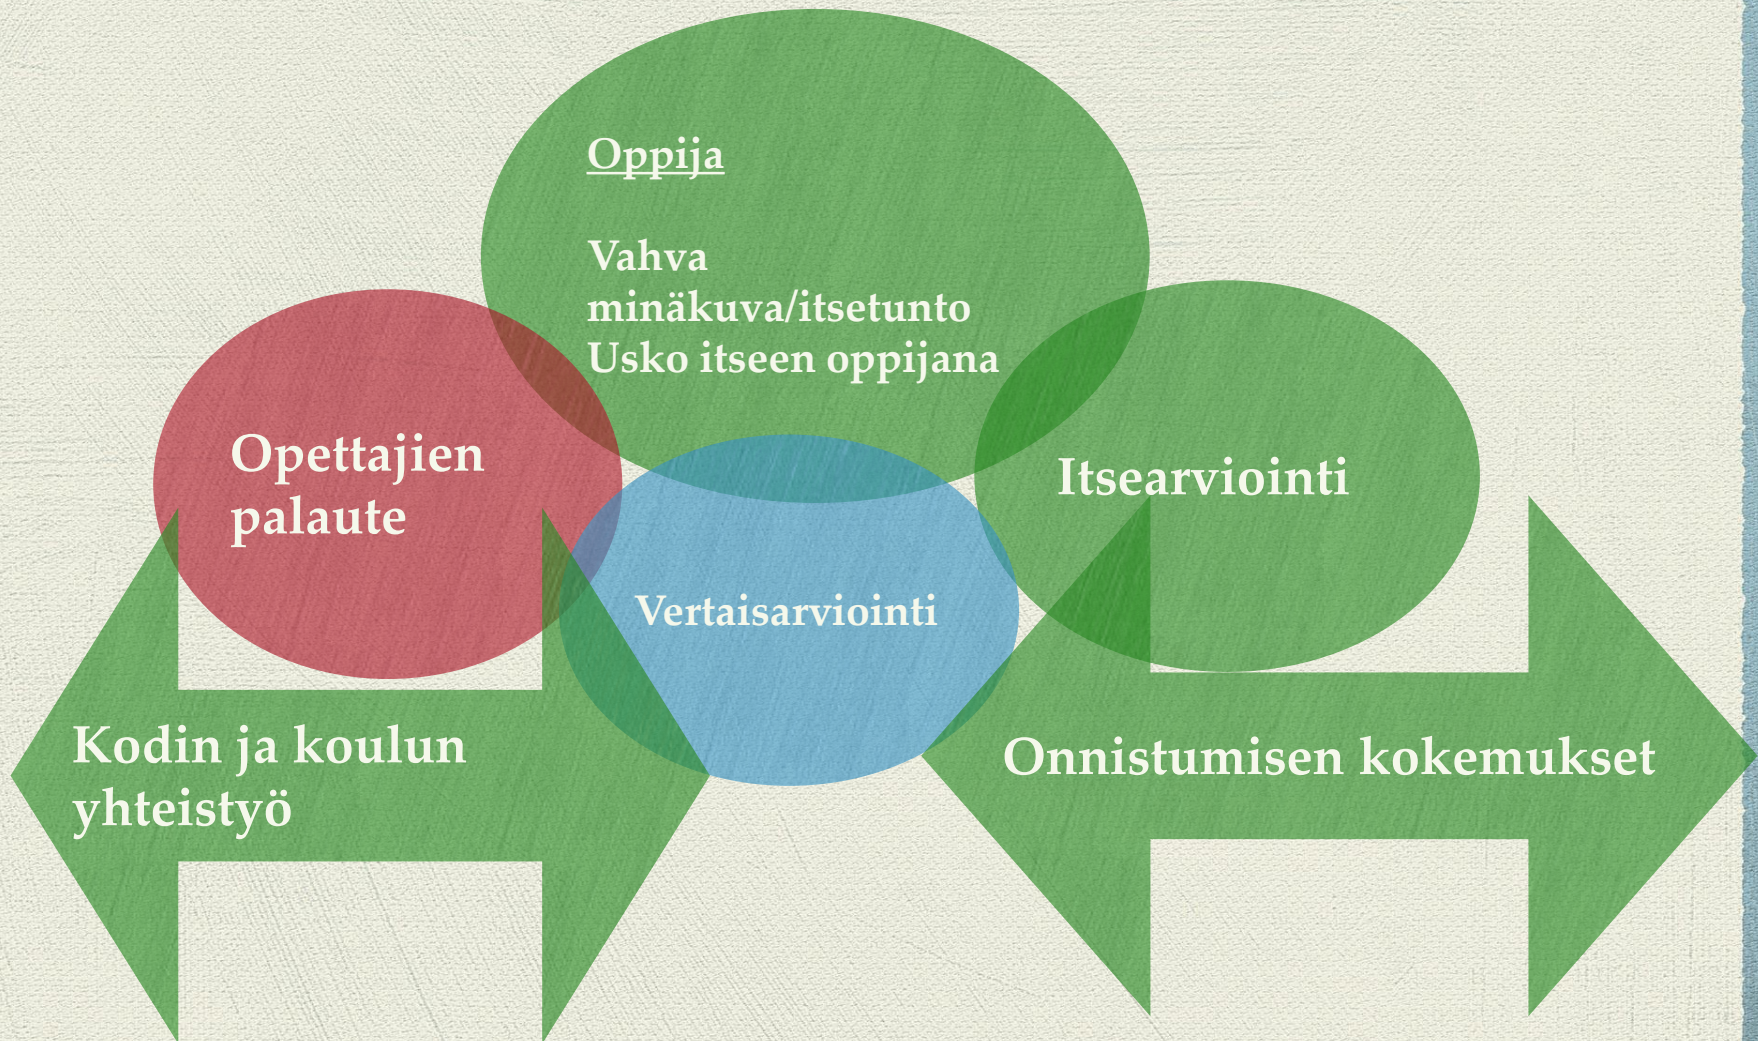 Oppija
Vahva
minäkuva/itsetunto
Usko itseen oppijana
Opettajien
palaute
Itsearviointi
Vertaisarviointi
Kodin ja koulun
yhteistyö
Onnistumisen kokemukset